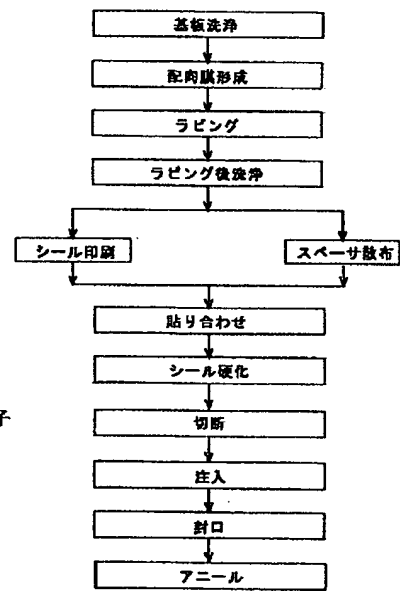 基板洗浄
配向膜形成
ラビング
ラビング後洗浄
シール印刷
スペーサ散布
貼り合わせ
シール硬化
子
切断
注入
封口
アニール